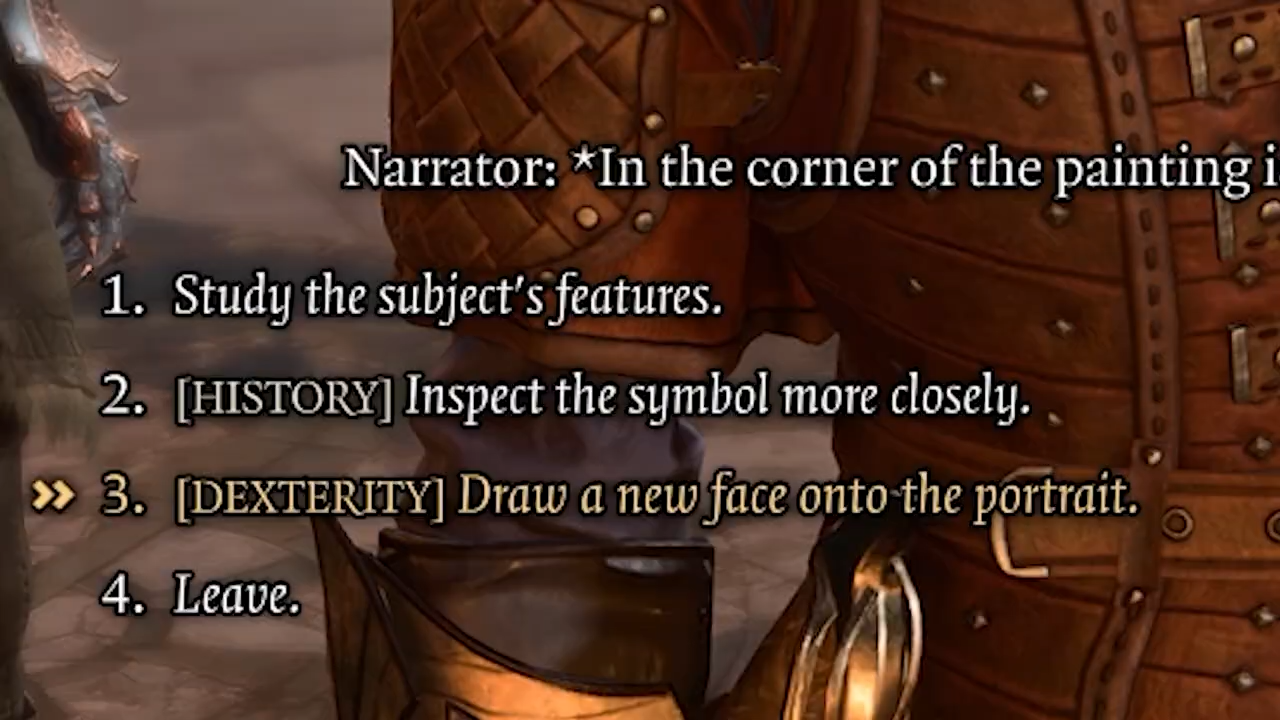 Narrator: *In the corner of the painting
1. Study the subject's features.
2. [HISTORY] Inspect the symbol more closely.
3. [DEXTERITY] Draw a new face onto the portrait.
4. Leave.